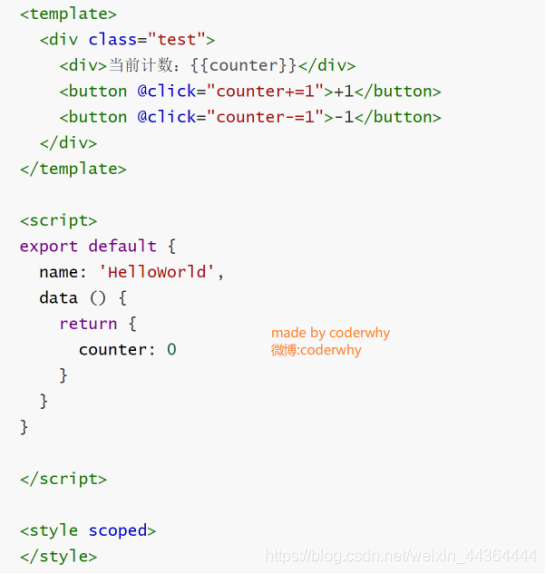 <template>
  <div class="test">
    <div>当前计数：{{counter}}</div>
    <button @click="counter+=1">+1</button>
    <button @click="counter-=1">-1</button>
  </div>
</template>

<script>
export default {
  name: 'HelloWorld',
  data () {
    return {
      counter: 0
    }
  }
}
made by coderwhy
微博:coderwhy

</script>

<style scoped>
</style>
https://blog.csdn.net/weixin_44364444